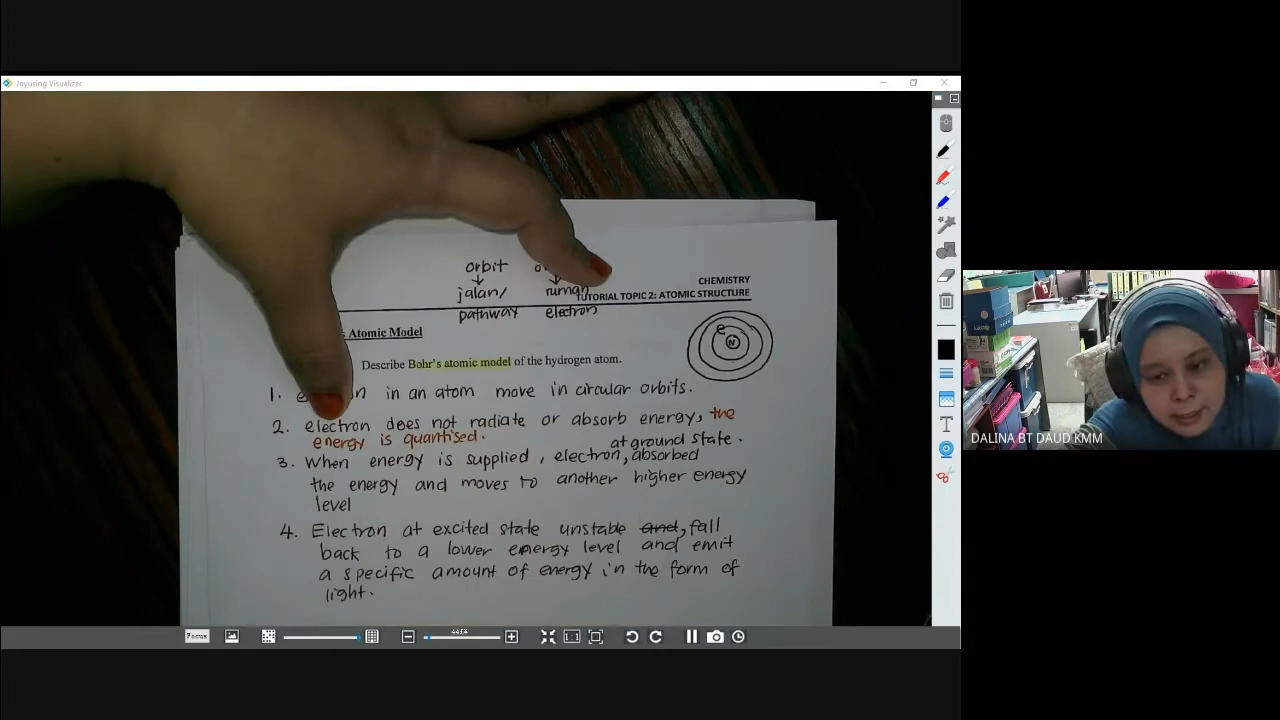 Joyusing Visualizer
orbit
jalan/
ruman
CHEMISTRY
TUTORIAL TOPIC 2: ATOMIC STRUCTURE
pathway electron
Atomic Model
Describe Bohr's atomic model of the hydrogen atom.
e
N
1. in an atom move in circular orbits.
2. electron does not radiate or absorb energy, the
energy is quantised.
at ground state.
3. When energy is supplied, electron, absorbed
the energy and moves to another higher energy
level
4. Electron at excited state unstable and, fall
back to a lower energy level and emit
a specific amount of energy in the form of
light.
DALINA BT DAUD KMM
Focus
1:1
T